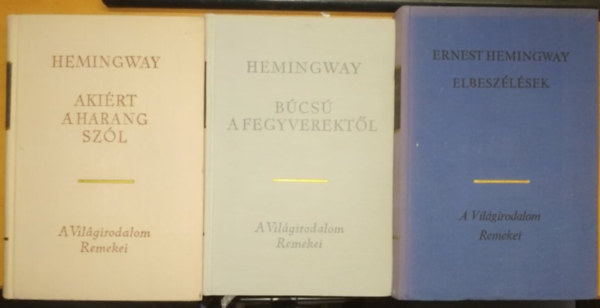 HEMINGWAY
AKIÉRT
A HARANG
SZÓL
A Világirodalom
Remekei
HEMINGWAY
BÚCSÚ
A FEGYVEREKTŐL
A Világirodalom
Remekei
ERNEST HEMINGWAY
ELBESZÉLÉSEK
A Világirodalom
Remekei